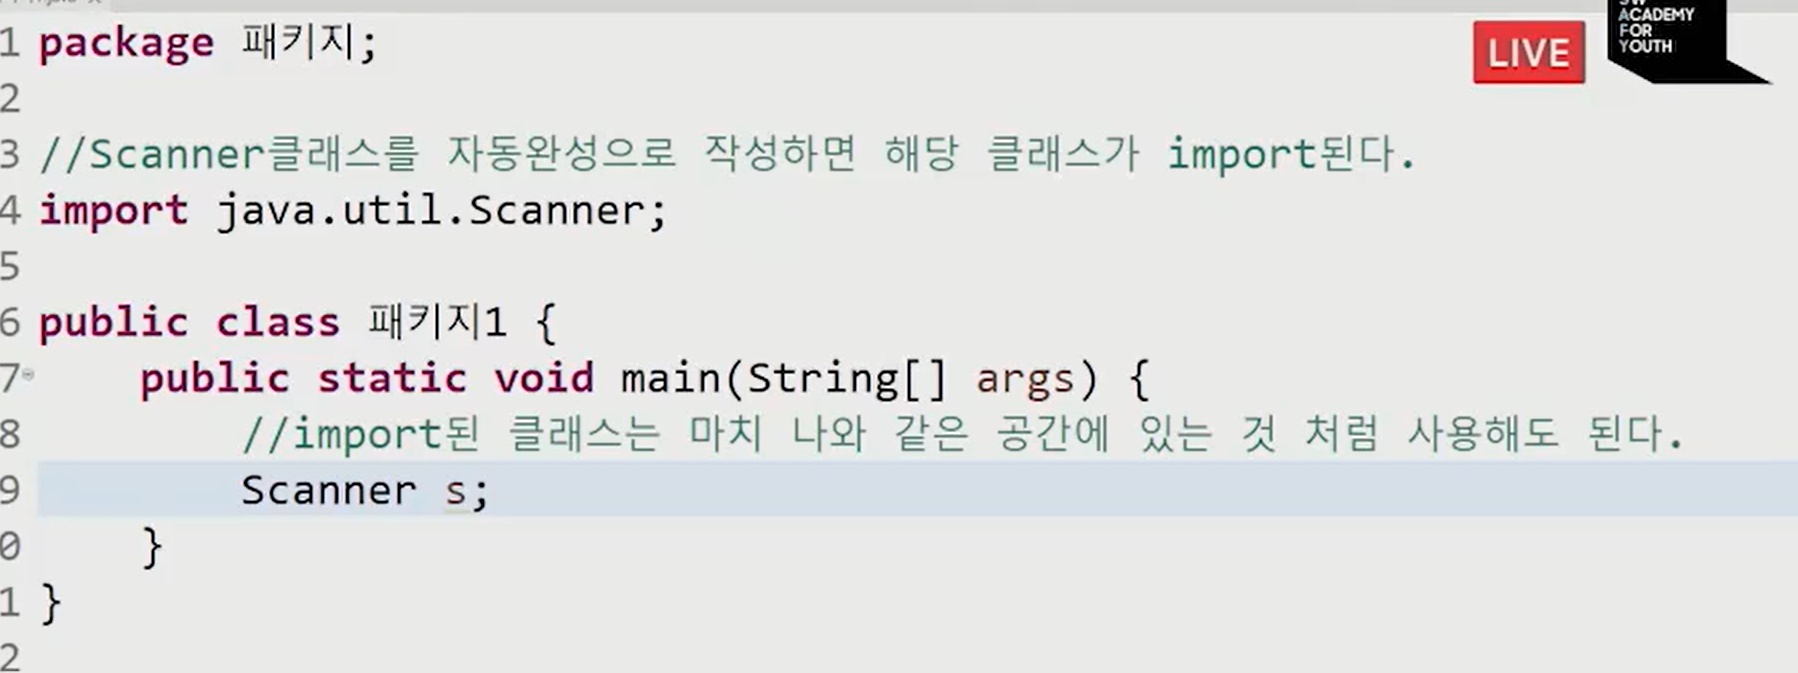 1 package 패키지;
2
3 //Scanner클래스를 자동완성으로 작성하면 해당 클래스가 import된다.
4 import java.util.Scanner;
5
6 public class 패키지1 {
7 public static void main(String[] args) {
8 //import된 클래스는 마치 나와 같은 공간에 있는 것 처럼 사용해도 된다.
9 Scanner s;
0 }
1 }
2
LIVE
ACADEMY
FOR
YOUTH